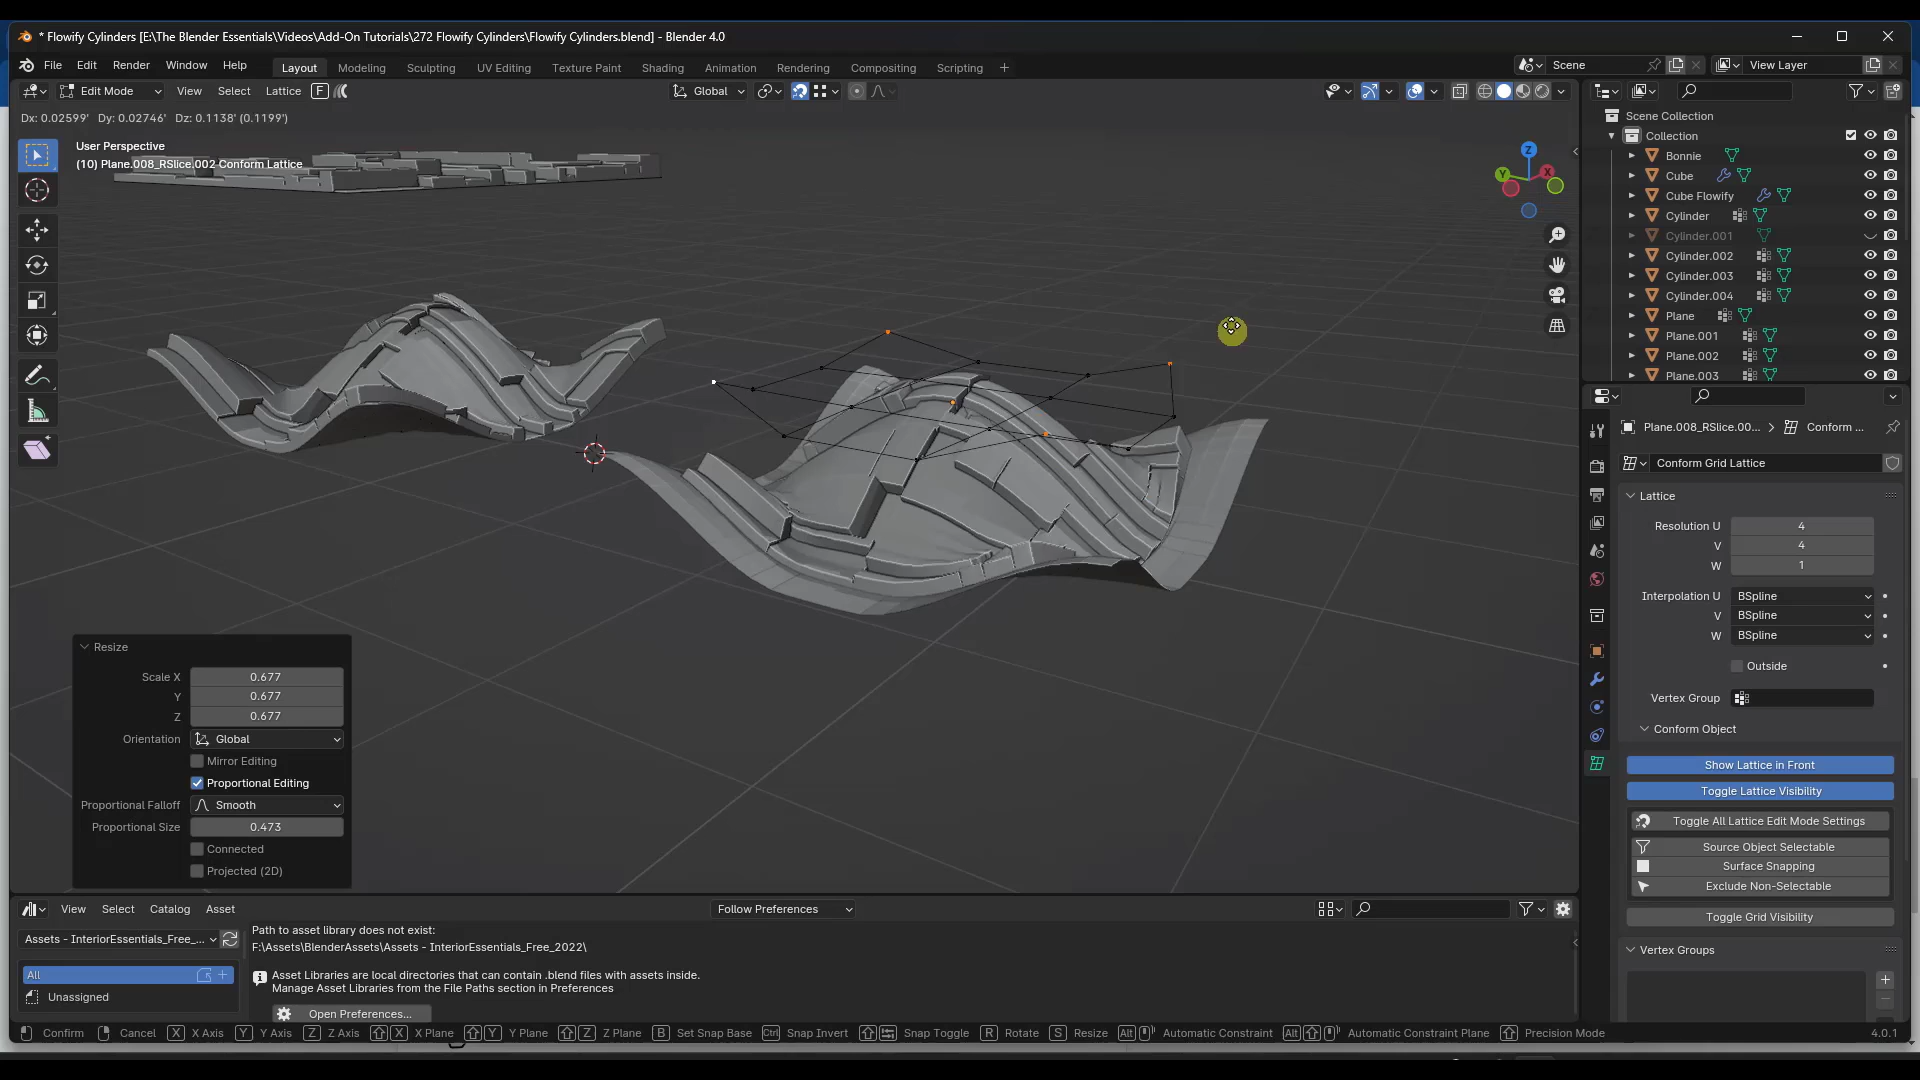 * Flowify Cylinders [E:\The Blender Essentials\Videos\Add-On Tutorials\272 Flowify Cylinders\Flowify Cylinders.blend] - Blender 4.0
File Edit Render Window Help Layout Modeling Sculpting UV Editing Texture Paint Shading Animation Rendering Compositing Scripting + Scene View Layer
Edit Mode View Select Lattice F Global
Dx: 0.02599' Dy: 0.02746' Dz: 0.1138' (0.1199')
User Perspective
(10) Plane.008_RSlice.002 Conform Lattice
Z
Y
X
Scene Collection
Collection
Bonnie
Cube
Cube Flowify
Cylinder
Cylinder.001
Cylinder.002
Cylinder.003
Cylinder.004
Plane
Plane.001
Plane.002
Plane.003
Plane.008_RSlice.00... > Conform ...
Conform Grid Lattice
Lattice
Resolution U 4
V 4
W 1
Interpolation U BSpline
V BSpline
W BSpline
Outside
Vertex Group
Conform Object
Show Lattice in Front
Toggle Lattice Visibility
Toggle All Lattice Edit Mode Settings
Source Object Selectable
Surface Snapping
Exclude Non-Selectable
Toggle Grid Visibility
Vertex Groups
Resize
Scale X 0.677
Y 0.677
Z 0.677
Orientation Global
Mirror Editing
Proportional Editing
Proportional Falloff Smooth
Proportional Size 0.473
Connected
Projected (2D)
View Select Catalog Asset Follow Preferences
Assets - InteriorEssentials_Free_...
All
Unassigned
Path to asset library does not exist:
F:\Assets\BlenderAssets\Assets - InteriorEssentials_Free_2022\
Asset Libraries are local directories that can contain .blend files with assets inside.
Manage Asset Libraries from the File Paths section in Preferences
Open Preferences...
Confirm Cancel X X Axis Y Y Axis Z Z Axis X X Plane Y Y Plane Z Z Plane B Set Snap Base Ctrl Snap Invert Snap Toggle R Rotate S Resize Alt Automatic Constraint Alt Automatic Constraint Plane Precision Mode 4.0.1